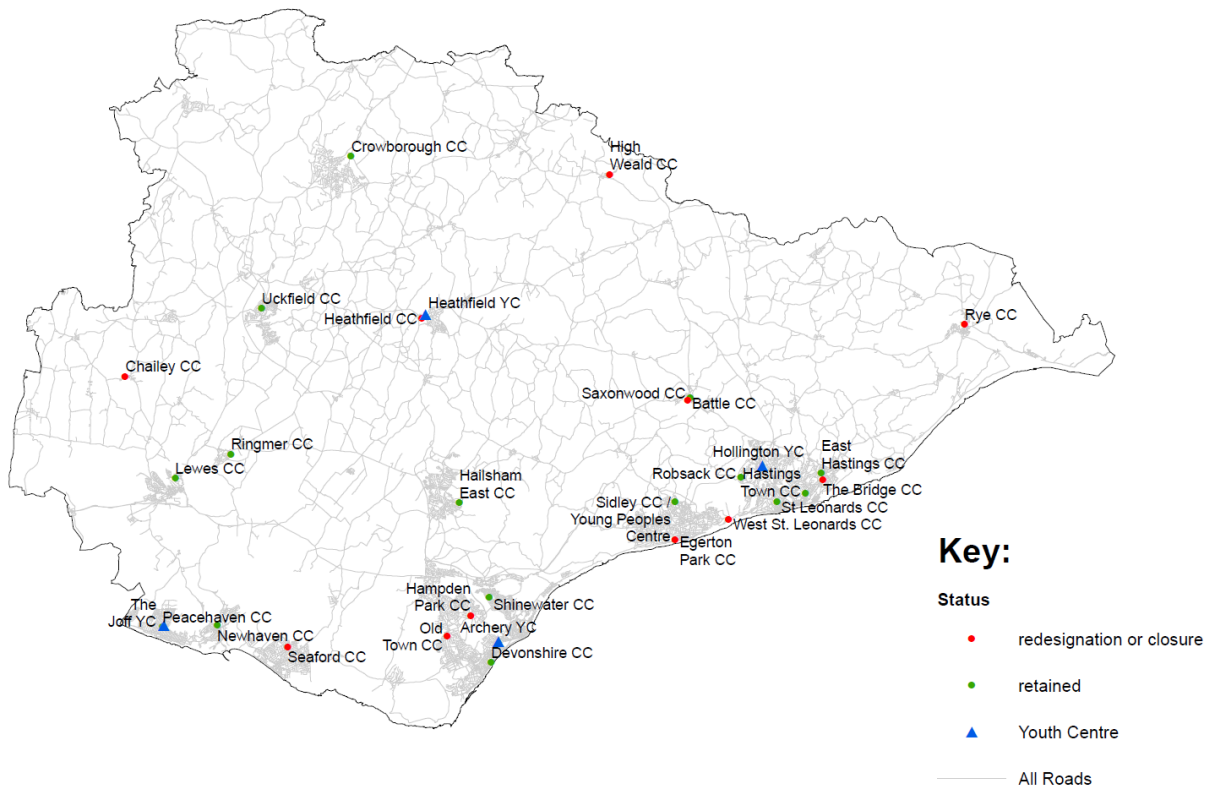 Crowborough CC
High
Weald CC
Uckfield CC
Heathfield YC
Heathfield CC
Rye CC
Chailey CC
Saxonwood CC
Battle CC
Ringmer CC
Lewes CC
Hailsham
East CC
Hollington YC
East
Hastings CC
Robsack CC
Hastings
Town CC
The Bridge CC
St Leonards CC
Sidley CC /
Young Peoples
Centre
West St. Leonards CC
Egerton
Park CC
Hampden
Park CC
Shinewater CC
The
Joff YC
Peacehaven CC
Newhaven CC
Seaford CC
Old
Town CC
Archery YC
Devonshire CC
Key:
Status
redesignation or closure
retained
Youth Centre
All Roads